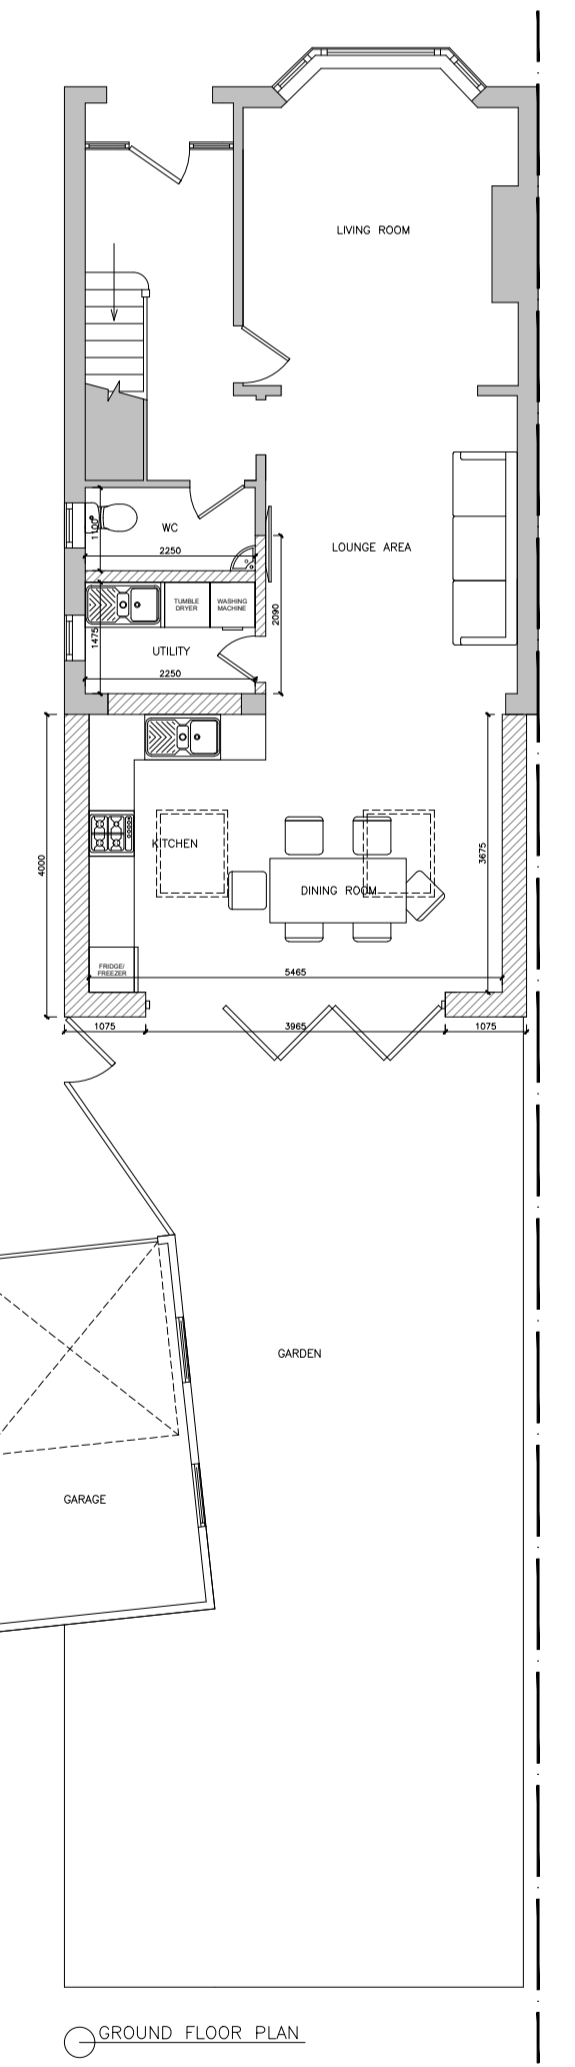 LIVING ROOM
LOUNGE AREA
WC
1100
2250
2090
TUMBLE
DRYER
WASHING
MACHINE
1475
UTILITY
2250
KITCHEN
4000
3675
DINING ROOM
FRIDGE/
FREEZER
5465
1075
3965
1075
GARDEN
GARAGE
GROUND FLOOR PLAN